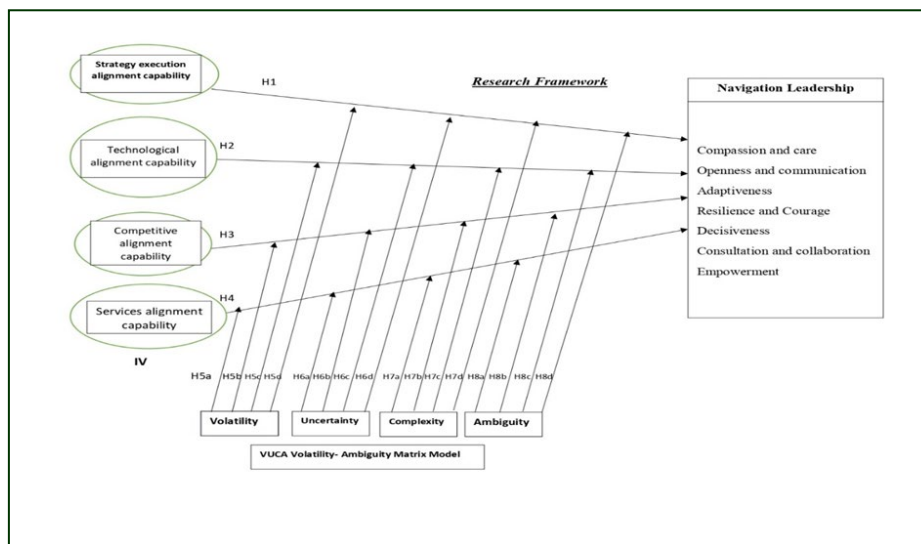 Strategy execution
alignment capability
H1
Research Framework
Navigation Leadership
Technological
alignment capability
H2
Compassion and care
Openness and communication
Adaptiveness
Resilience and Courage
Decisiveness
Consultation and collaboration
Empowerment
Competitive
alignment
capability
H3
Services alignment
capability
H4
IV
H5a H5b H5c H5d H6a H6b H6c H6d H7a H7b H7c H7d H8a H8b H8c H8d
Volatility Uncertainty Complexity Ambiguity
VUCA Volatility- Ambiguity Matrix Model